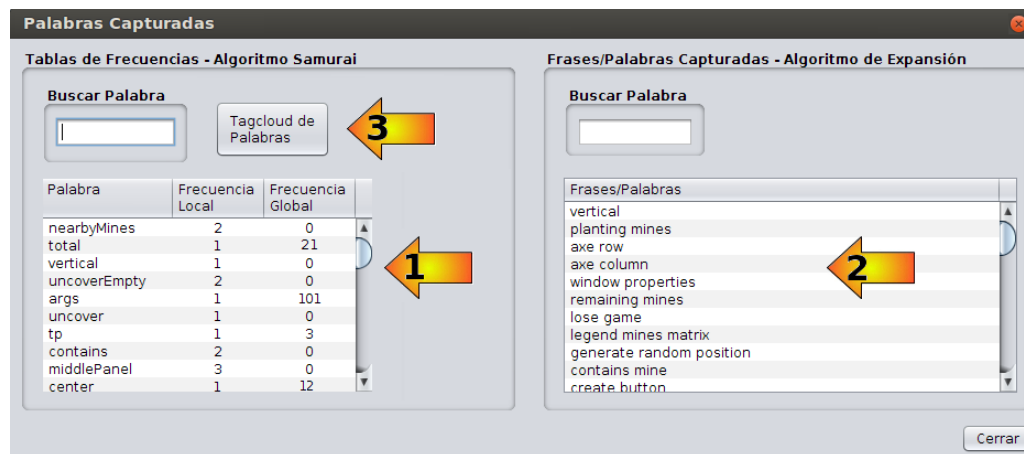 Palabras Capturadas
Tablas de Frecuencias - Algoritmo Samurai
Buscar Palabra
Tagcloud de
Palabras
3
Palabra Frecuencia Local Frecuencia Global
nearbyMines 2 0
total 1 21
vertical 1 0
uncoverEmpty 2 0
args 1 101
uncover 1 0
tp 1 3
contains 2 0
middlePanel 3 0
center 1 12
1
Frases/Palabras Capturadas - Algoritmo de Expansión
Buscar Palabra
Frases/Palabras
vertical
planting mines
axe row
axe column
window properties
remaining mines
lose game
legend mines matrix
generate random position
contains mine
create button
2
Cerrar